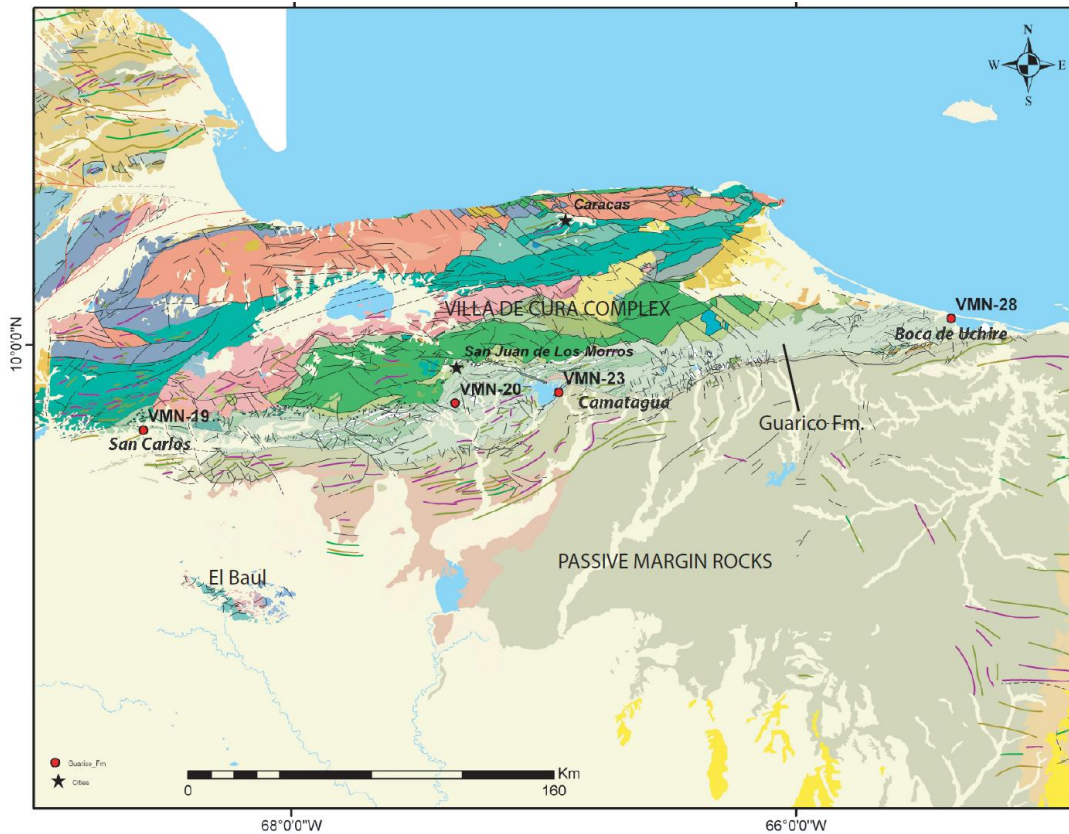 N
W E
S
Caracas
VILLA DE CURA COMPLEX
VMN-28
Boca de Uchire
10°0'0"N
San Juan de Los Morros
VMN-23
VMN-20
Camatagua
VMN-19
San Carlos
Guarico Fm.
PASSIVE MARGIN ROCKS
El Baul
Guarico_Fm
Cities
Km
0 160
68°0'0"W 66°0'0"W